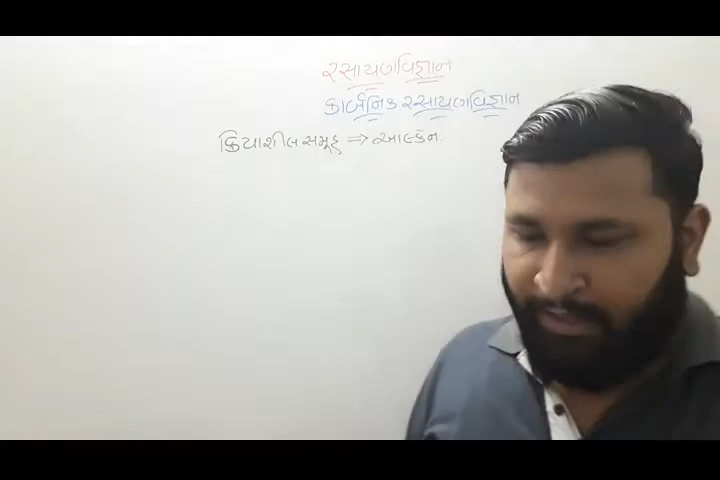 રસાયણવિજ્ઞાન
કાર્બનિક રસાયણવિજ્ઞાન
ક્રિયાશીલ સમૂહ ⇒ આલ્કેન.